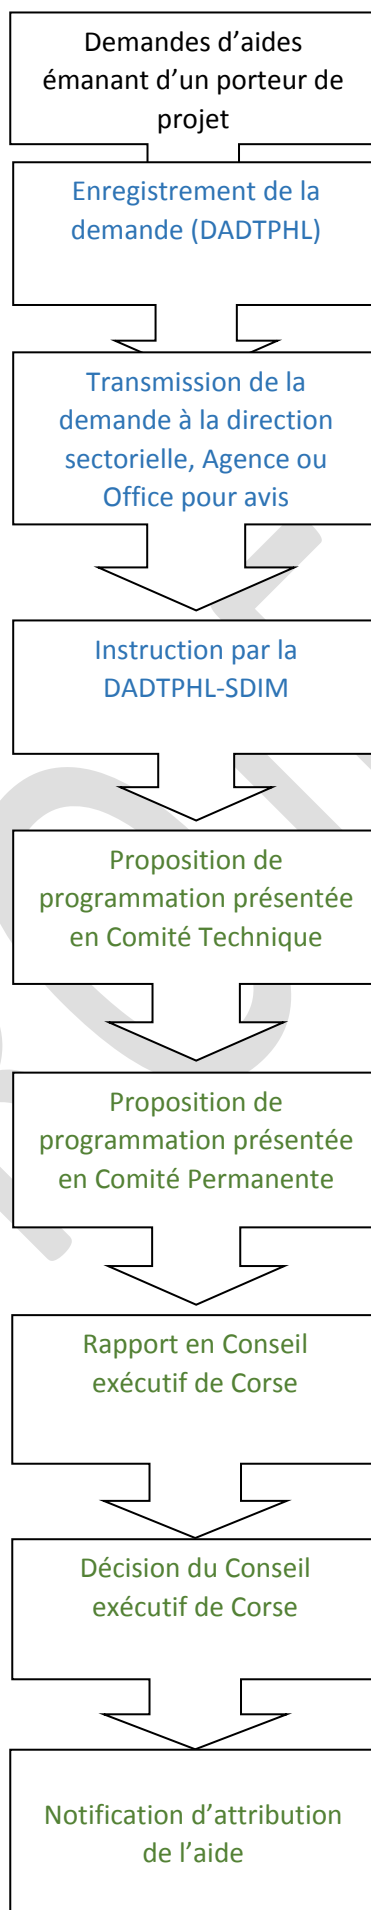 Demandes d’aides
émanant d’un porteur de
projet
Enregistrement de la
demande (DADTPHL)
Transmission de la
demande à la direction
sectorielle, Agence ou
Office pour avis
Instruction par la
DADTPHL-SDIM
Proposition de
programmation présentée
en Comité Technique
Proposition de
programmation présentée
en Comité Permanente
Rapport en Conseil
exécutif de Corse
Décision du Conseil
exécutif de Corse
Notification d’attribution
de l’aide